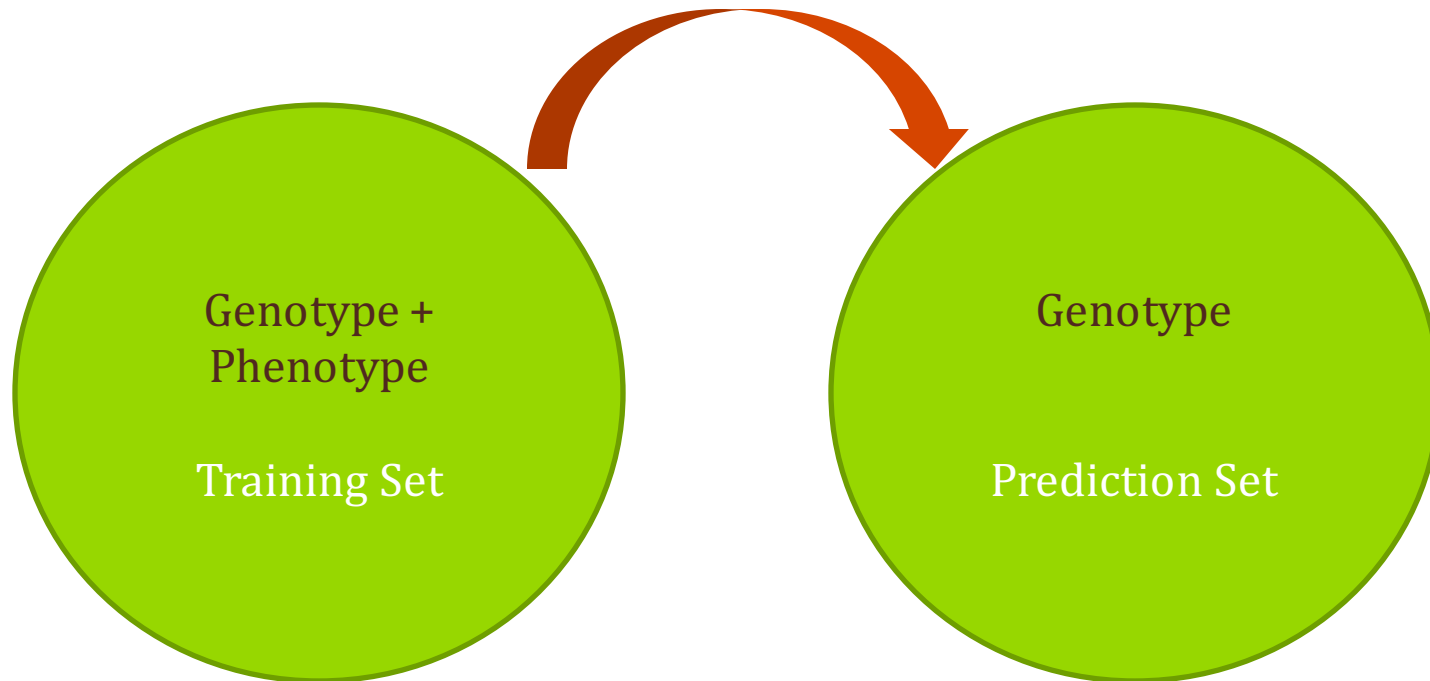 Genotype +
Phenotype
Training Set
Genotype
Prediction Set